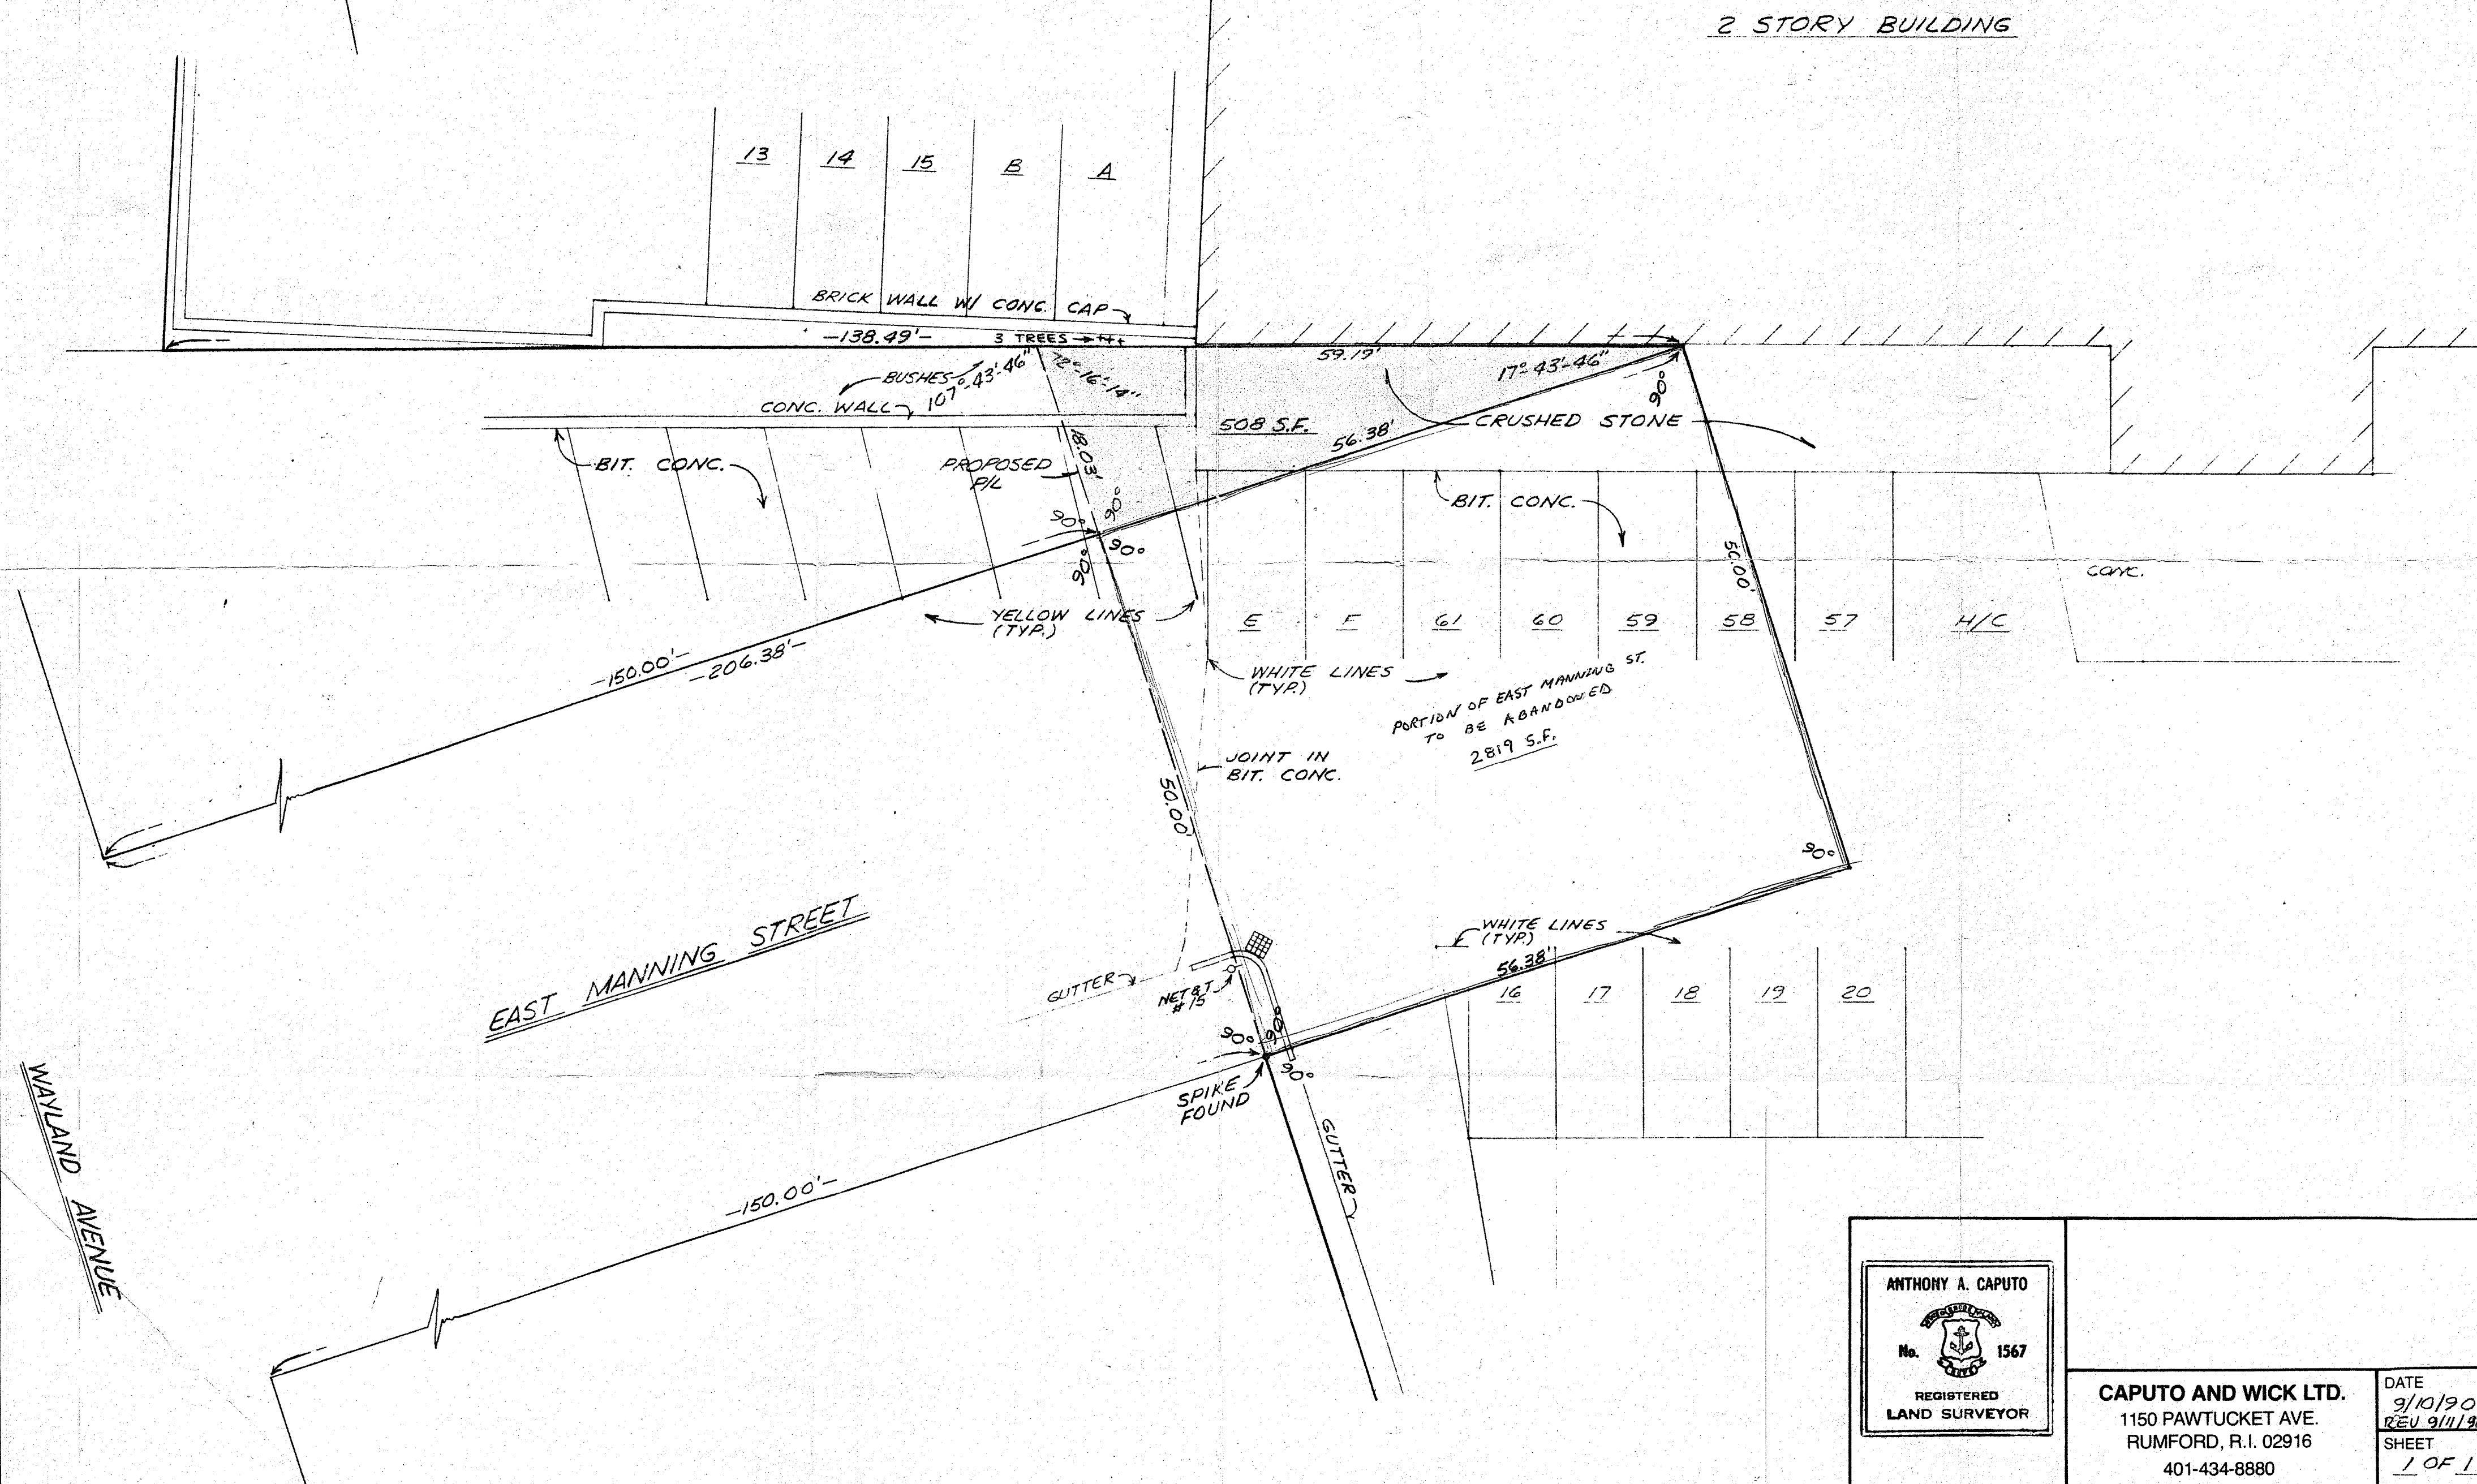 2 STORY BUILDING
13
14
15
B
A
BRICK WALL W/ CONC. CAP
-138.49'-
3 TREES
59.19'
17°-43'-46"
90°
BUSHES
107°-43'-46"
72°-16'-14"
CONC. WALL
508 S.F.
56.38'
CRUSHED STONE
BIT. CONC.
PROPOSED
P/L
18.03'
90°
90°
90°
90°
BIT. CONC.
50.00'
CONC.
YELLOW LINES
(TYP.)
E
F
61
60
59
58
57
H/C
-150.00'-
-206.38'-
WHITE LINES
(TYP.)
PORTION OF EAST MANNING ST.
TO BE ABANDONED
2819 S.F.
JOINT IN
BIT. CONC.
50.00'
90°
EAST MANNING STREET
WHITE LINES
(TYP.)
56.38'
GUTTER
NET&T
#15
16
17
18
19
20
90°
90°
90°
SPIKE
FOUND
GUTTER
WAYLAND AVENUE
-150.00'-
ANTHONY A. CAPUTO
No. 1567
REGISTERED
LAND SURVEYOR
CAPUTO AND WICK LTD.
1150 PAWTUCKET AVE.
RUMFORD, R.I. 02916
401-434-8880
DATE
9/10/90
REV. 9/11/9
SHEET
1 OF 1